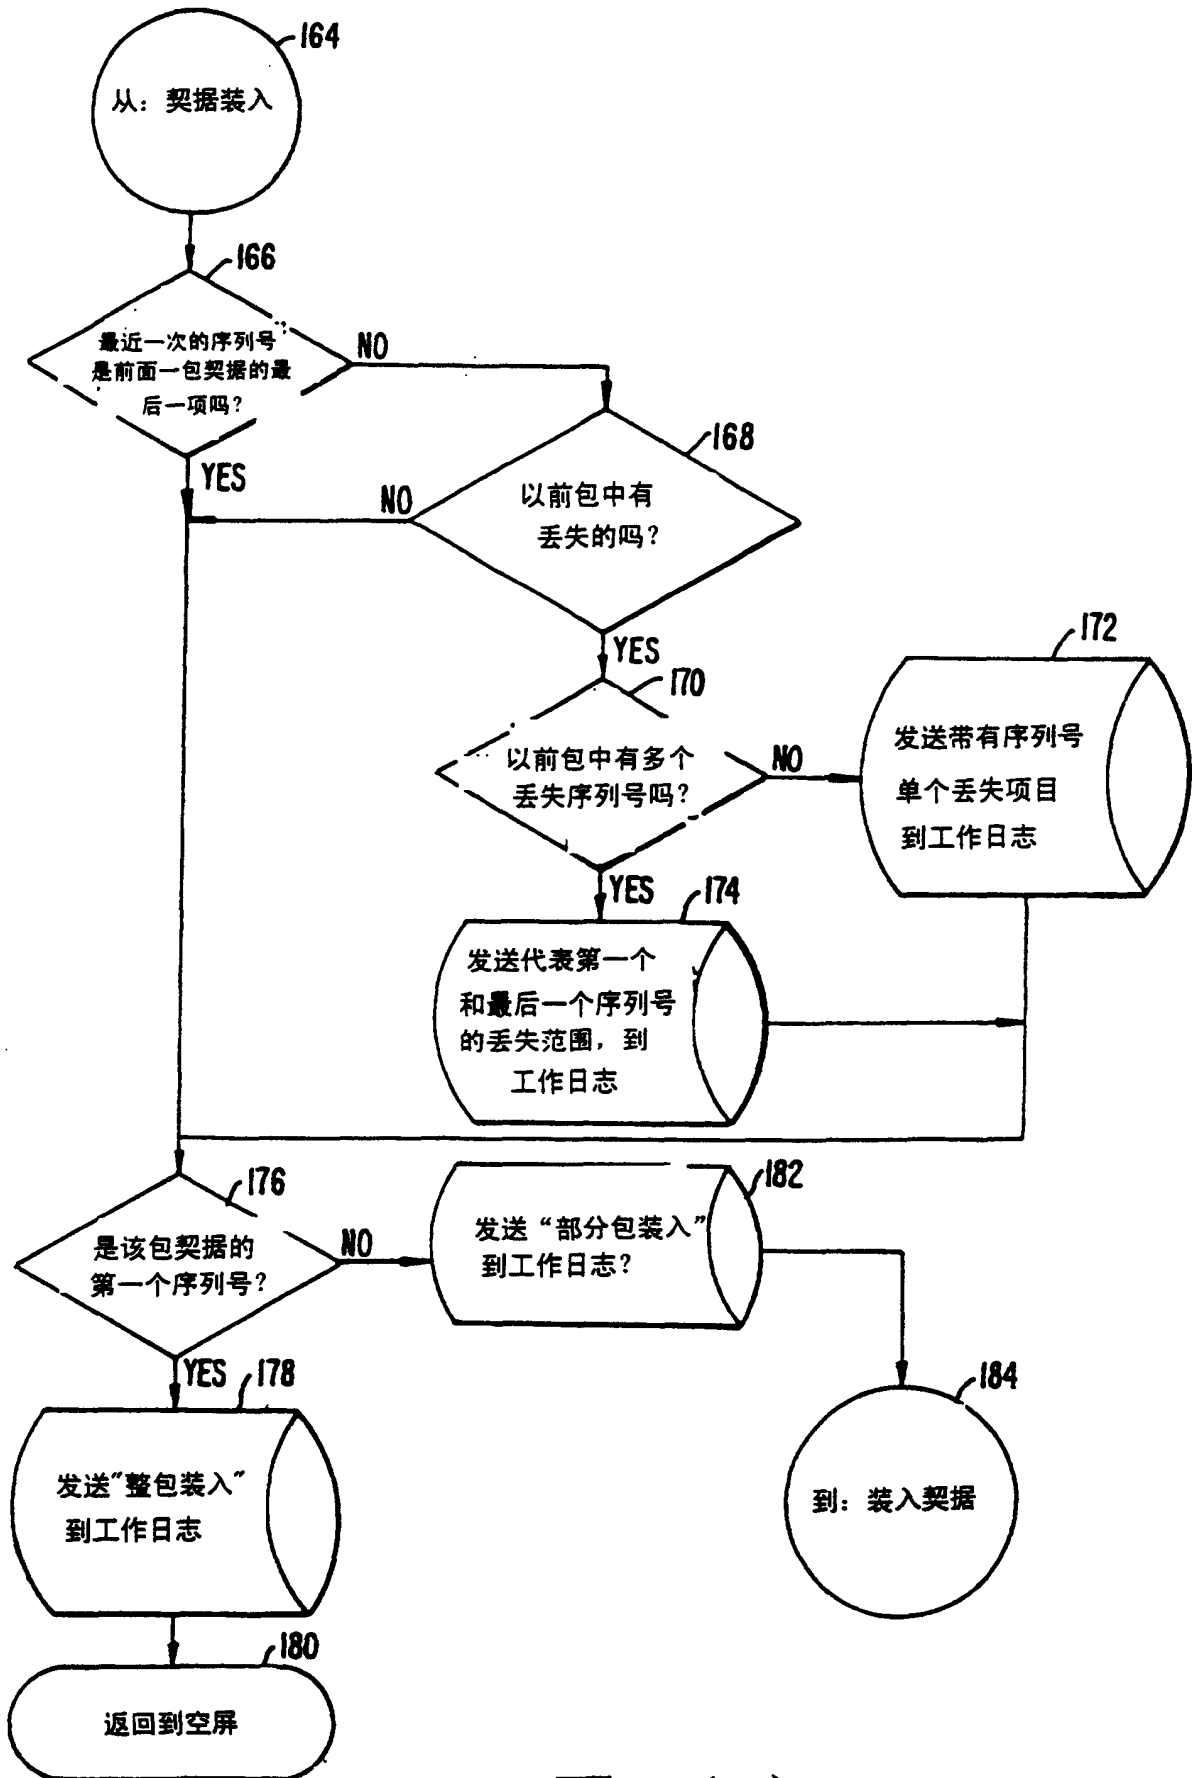 164
从：契据装入
166
最近一次的序列号
是前面一包契据的最
后一项吗？
NO
YES
168
以前包中有
丢失的吗？
NO
YES
170
以前包中有多个
丢失序列号吗？
NO
YES
172
发送带有序列号
单个丢失项目
到工作日志
174
发送代表第一个
和最后一个序列号
的丢失范围，到
工作日志
176
是该包契据的
第一个序列号？
NO
YES
182
发送“部分包装入”
到工作日志？
178
发送"整包装入"
到工作日志
184
到：装入契据
180
返回到空屏